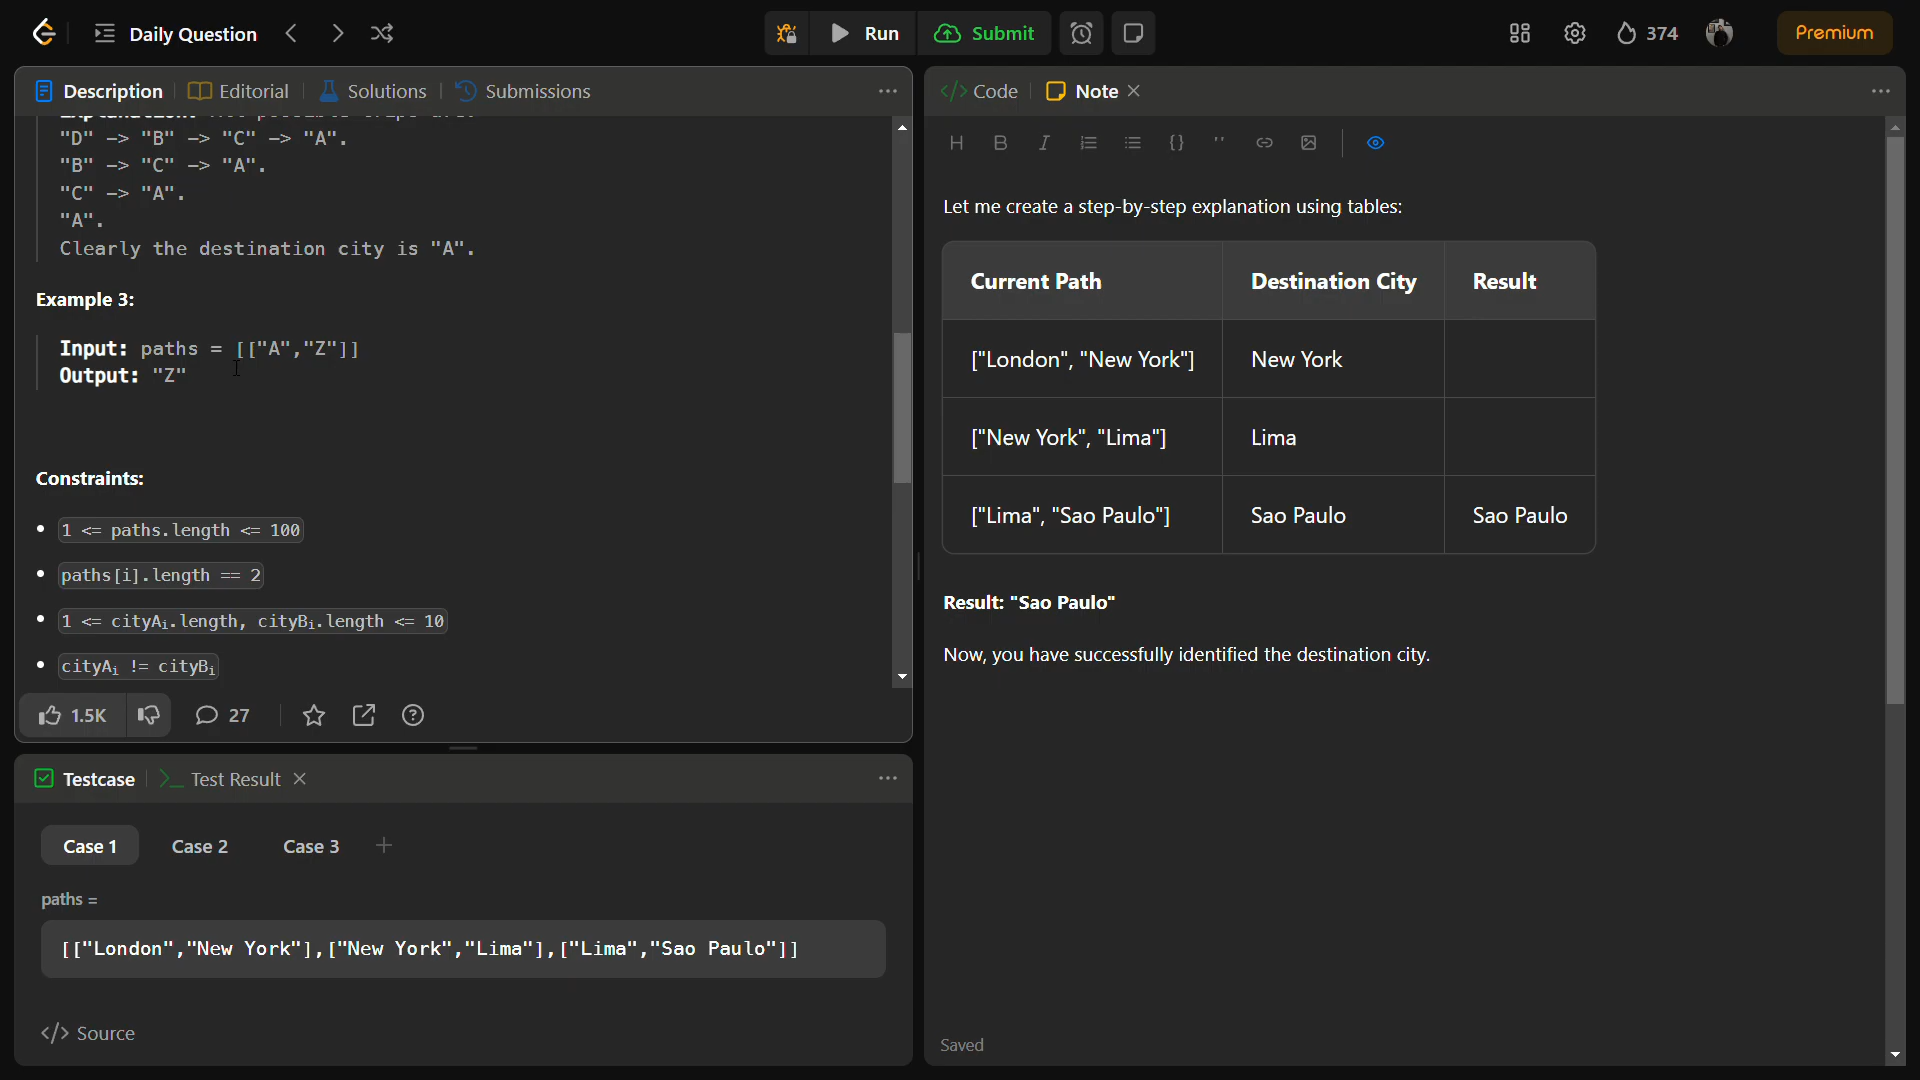 Daily Question
Run
Submit
374
Premium
Description
Editorial
Solutions
Submissions
"D" -> "B" -> "C" -> "A".
"B" -> "C" -> "A".
"C" -> "A".
"A".
Clearly the destination city is "A".
Example 3:
Input: paths = [["A","Z"]]
Output: "Z"
Constraints:
1 <= paths.length <= 100
paths[i].length == 2
1 <= cityAi.length, cityBi.length <= 10
cityAi != cityBi
1.5K
27
Testcase
Test Result
Case 1
Case 2
Case 3
paths =
[["London","New York"],["New York","Lima"],["Lima","Sao Paulo"]]
</> Source
</> Code
Note
H B I {} "
Let me create a step-by-step explanation using tables:
Current Path Destination City Result
["London", "New York"] New York
["New York", "Lima"] Lima
["Lima", "Sao Paulo"] Sao Paulo Sao Paulo
Result: "Sao Paulo"
Now, you have successfully identified the destination city.
Saved